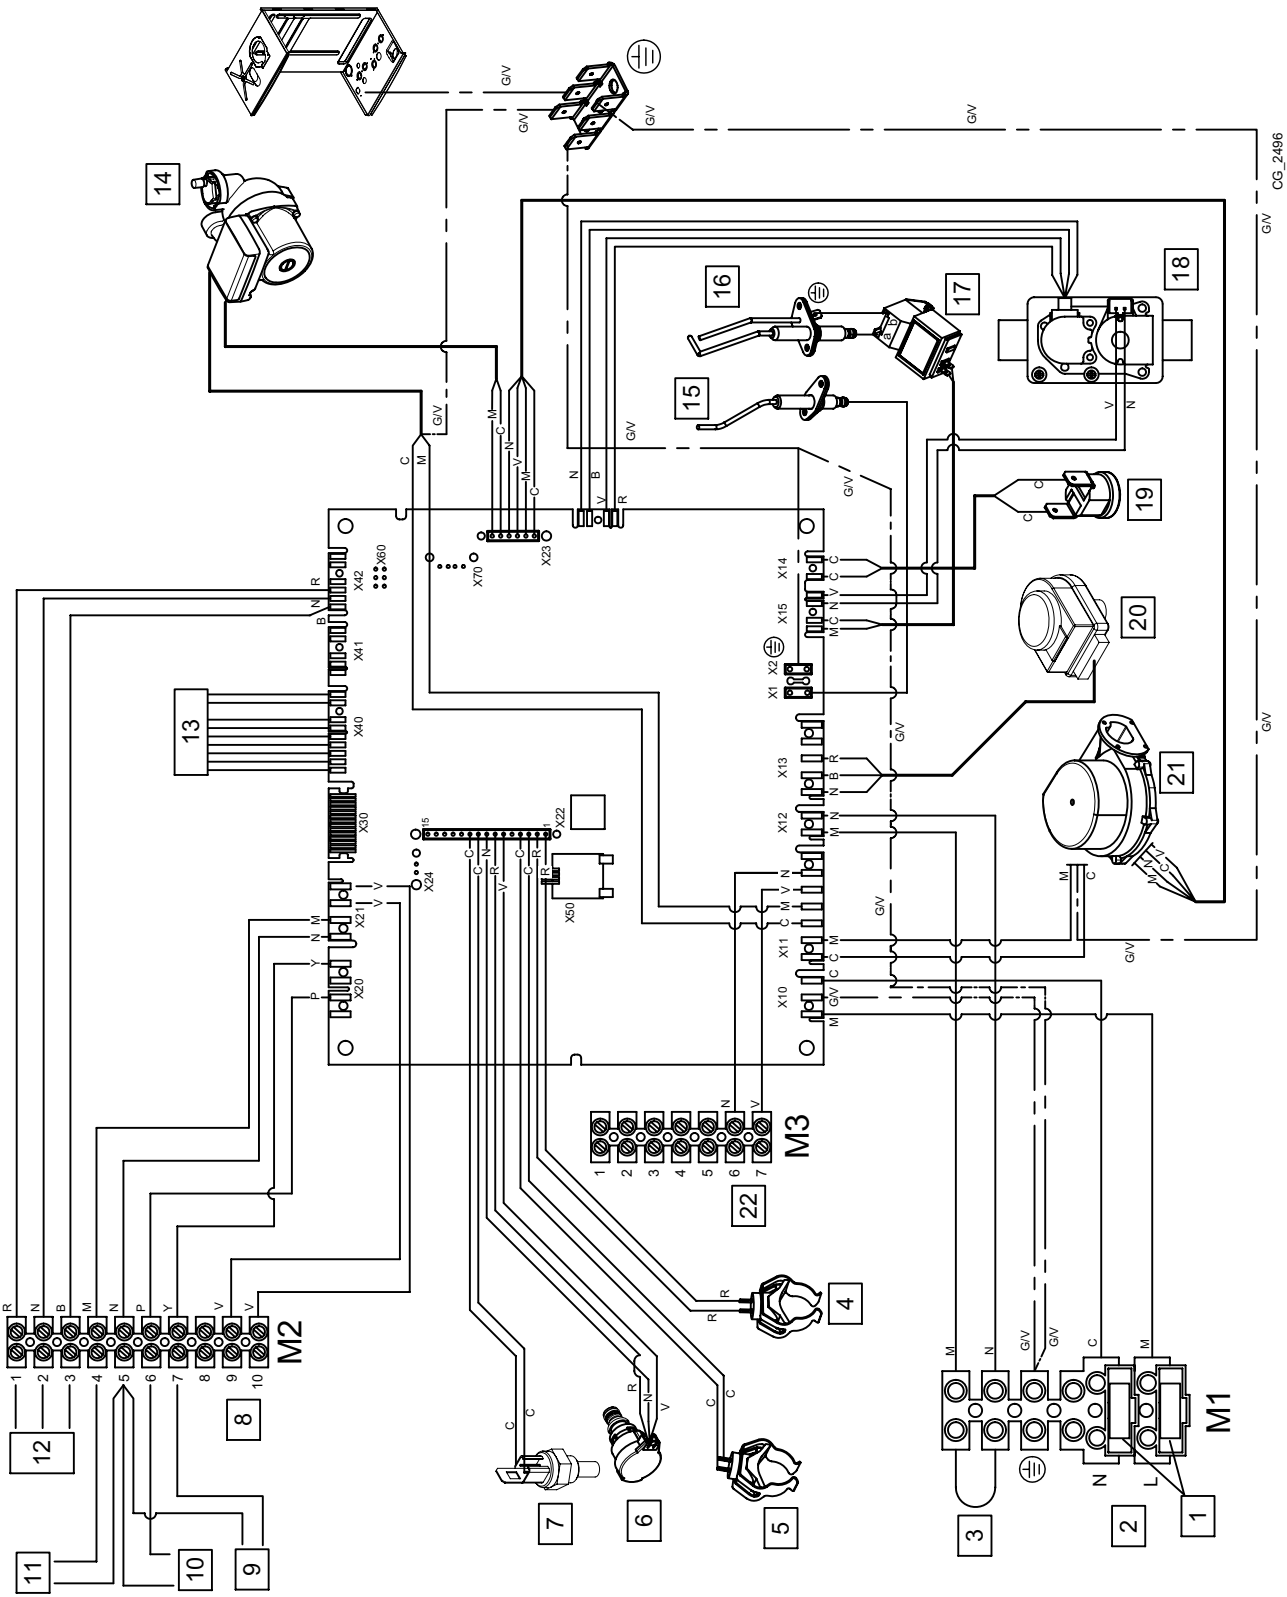 14
G/V
G/V
G/V
G/V
G/V
CG_2496
C
M
G/V
M
C
N
V
M
C
X23
X70
X60
X42
R
N
B
X41
X40
13
X30
X21
V
V
M
N
X20
Y
P
X24
15
X22
1
C
C
N
R
V
C
C
R
R
X50
N
B
V
R
G/V
G/V
16
a
b
17
15
18
V
N
19
C
C
X14
C
C
X15
V
N
C
M
X2
X1
20
X13
R
B
N
X12
N
M
G/V
G/V
21
V
N
C
M
M
C
G/V
G/V
N
V
M
C
X11
M
C
C
X10
G/V
M
R
N
B
M
N
P
Y
V
V
1
2
3
4
5
6
7
8
9
10
M2
8
12
11
10
9
1
2
3
4
5
6
7
N
V
M3
22
C
C
7
R
N
V
6
C
C
5
R
R
4
M
N
G/V
G/V
C
M
N
L
M1
3
2
1